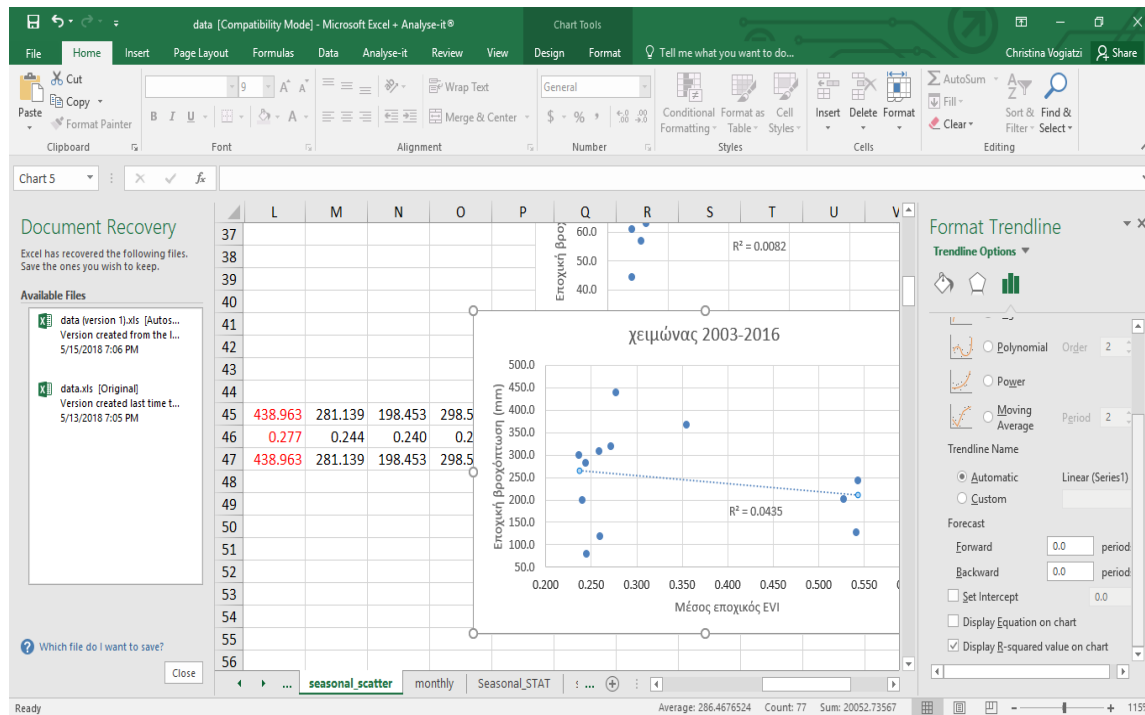 data [Compatibility Mode] - Microsoft Excel + Analyse-it®
Chart Tools
File Home Insert Page Layout Formulas Data Analyse-it Review View Design Format Tell me what you want to do... Christina Vogiatzi Share
Paste
Cut
Copy
Format Painter
Clipboard
9
B I U
Font
Wrap Text
Merge & Center
Alignment
General
$ % ,
Number
Conditional Formatting
Format as Table
Cell Styles
Styles
Insert Delete Format
Cells
AutoSum
Fill
Clear
Sort & Filter
Find & Select
Editing
Chart 5
fx
Document Recovery
Excel has recovered the following files.
Save the ones you wish to keep.
Available Files
data (version 1).xls [Autos...
Version created from the l...
5/15/2018 7:06 PM
data.xls [Original]
Version created last time t...
5/13/2018 7:05 PM
Which file do I want to save?
Close
L M N O P Q R S T U V
37
38
39
40
41
42
43
44
45 438.963 281.139 198.453 298.5
46 0.277 0.244 0.240 0.2
47 438.963 281.139 198.453 298.5
48
49
50
51
52
53
54
55
56
Εποχική βροχ
60.0
50.0
40.0
R² = 0.0082
χειμώνας 2003-2016
Εποχική βροχόπτωση (mm)
500.0
450.0
400.0
350.0
300.0
250.0
200.0
150.0
100.0
50.0
R² = 0.0435
0.200 0.250 0.300 0.350 0.400 0.450 0.500 0.550
Μέσος εποχικός EVI
Format Trendline
Trendline Options
Polynomial Order 2
Power
Moving Average Period 2
Trendline Name
Automatic Linear (Series1)
Custom
Forecast
Forward 0.0 period
Backward 0.0 period
Set Intercept 0.0
Display Equation on chart
Display R-squared value on chart
... seasonal_scatter monthly Seasonal_STAT s ...
Ready
Average: 286.4676524 Count: 77 Sum: 20052.73567
115